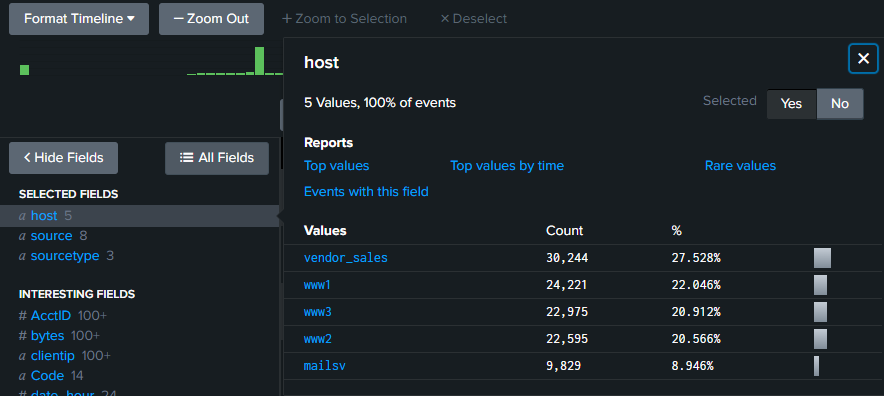 Format Timeline
Zoom Out
+ Zoom to Selection
× Deselect
host
5 Values, 100% of events
Selected
Yes
No
Reports
Top values
Top values by time
Rare values
Events with this field
Hide Fields
All Fields
SELECTED FIELDS
a host 5
a source 8
a sourcetype 3
INTERESTING FIELDS
# AcctID 100+
# bytes 100+
a clientip 100+
a Code 14
# date_hour 24
Values Count %
vendor_sales 30,244 27.528%
www1 24,221 22.046%
www3 22,975 20.912%
www2 22,595 20.566%
mailsv 9,829 8.946%